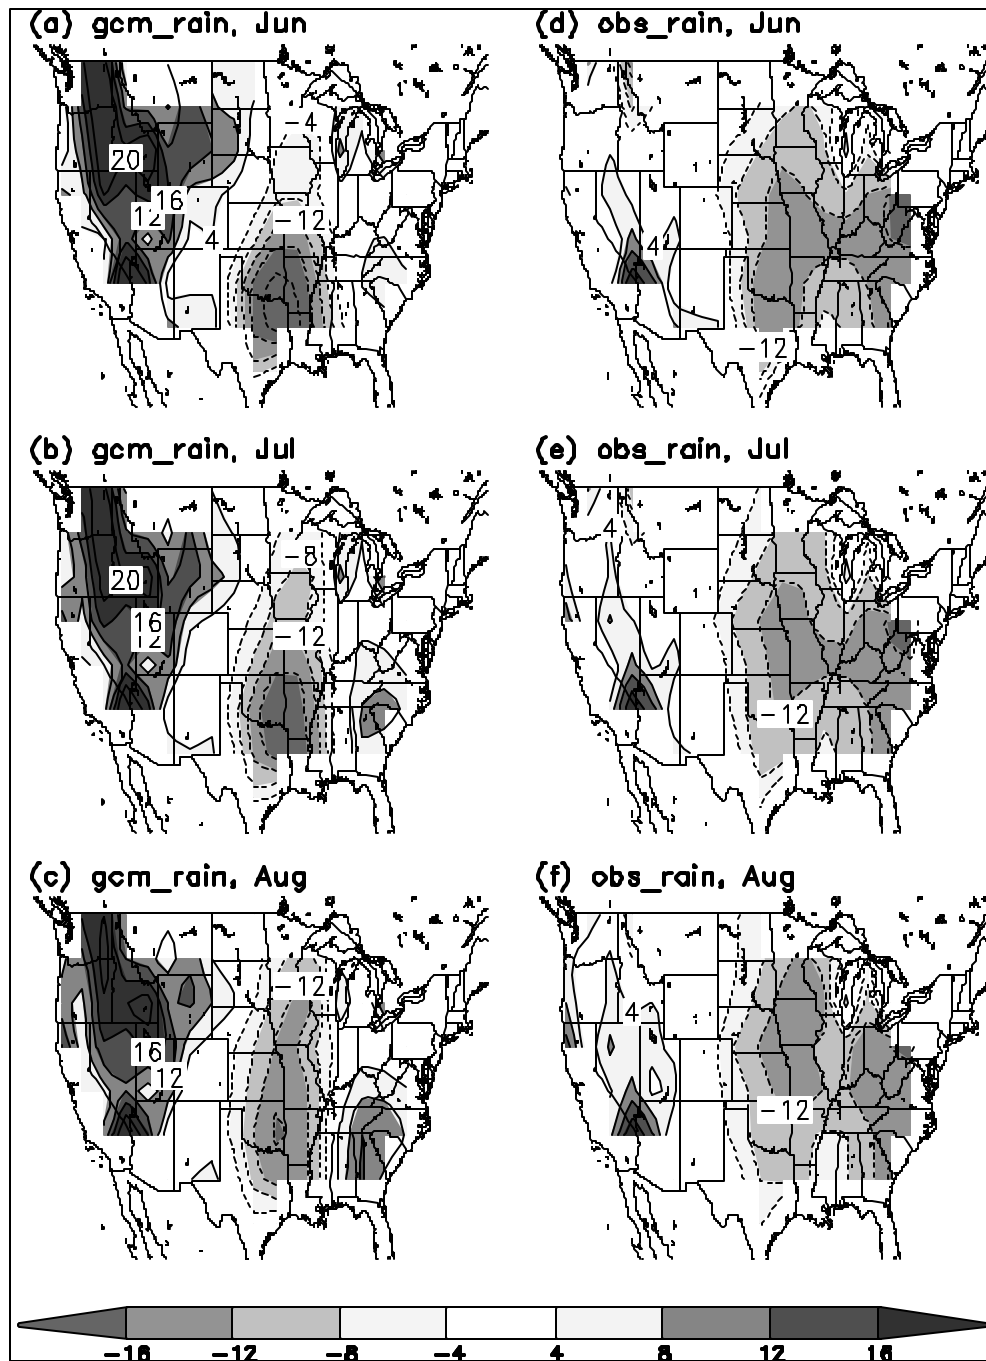 (a) gcm_rain, Jun
(d) obs_rain, Jun
-4
20
16
12
-12
4
4
-12
(b) gcm_rain, Jul
(e) obs_rain, Jul
4
-8
20
16
12
-12
-12
(c) gcm_rain, Aug
(f) obs_rain, Aug
-12
4
16
12
-12
-16 -12 -8 -4 4 8 12 16